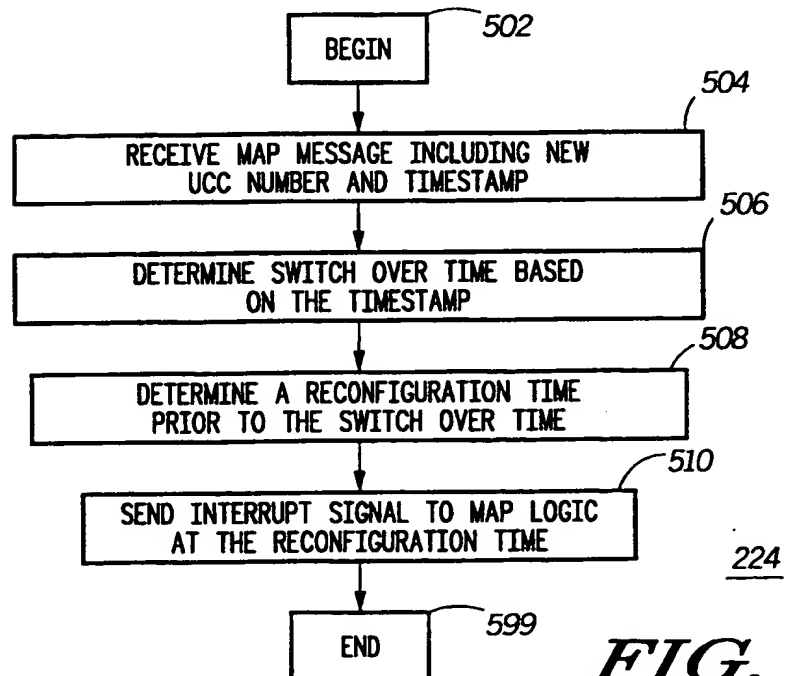 BEGIN
502
504
RECEIVE MAP MESSAGE INCLUDING NEW
UCC NUMBER AND TIMESTAMP
506
DETERMINE SWITCH OVER TIME BASED
ON THE TIMESTAMP
508
DETERMINE A RECONFIGURATION TIME
PRIOR TO THE SWITCH OVER TIME
510
SEND INTERRUPT SIGNAL TO MAP LOGIC
AT THE RECONFIGURATION TIME
224
END
599
FIG.